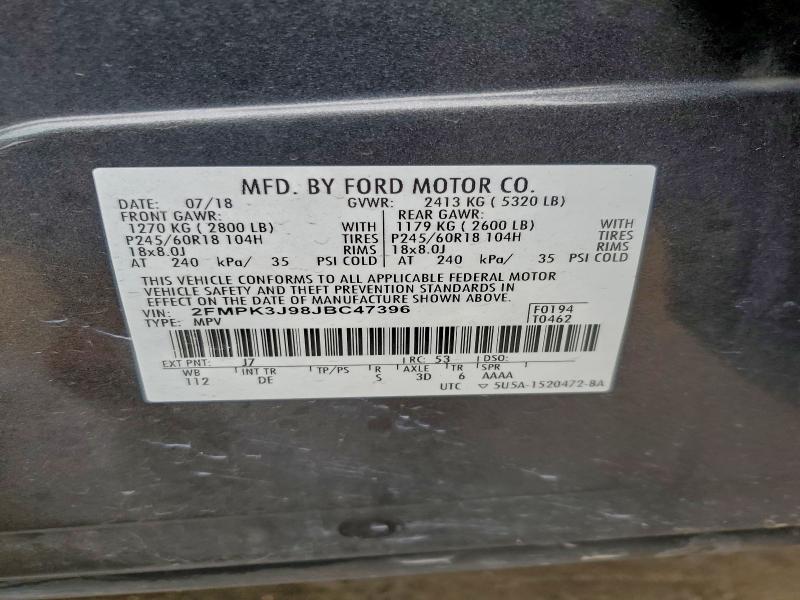 MFD. BY FORD MOTOR CO.
DATE: 07/18 GVWR: 2413 KG ( 5320 LB)
FRONT GAWR: REAR GAWR:
1270 KG ( 2800 LB) WITH 1179 KG ( 2600 LB) WITH
P245/60R18 104H TIRES P245/60R18 104H TIRES
18x8.0J RIMS 18x8.0J RIMS
AT 240 kPa/ 35 PSI COLD AT 240 kPa/ 35 PSI COLD
THIS VEHICLE CONFORMS TO ALL APPLICABLE FEDERAL MOTOR
VEHICLE SAFETY AND THEFT PREVENTION STANDARDS IN
EFFECT ON THE DATE OF MANUFACTURE SHOWN ABOVE.
VIN: 2FMPK3J98JBC47396 F0194
TYPE: MPV T0462
EXT PNT: J7 RC: 53 DSO:
WB INT TR TP/PS R AXLE TR SPR
112 DE S 3D 6 AAAA
UTC ▽ 5U5A-1520472-8A